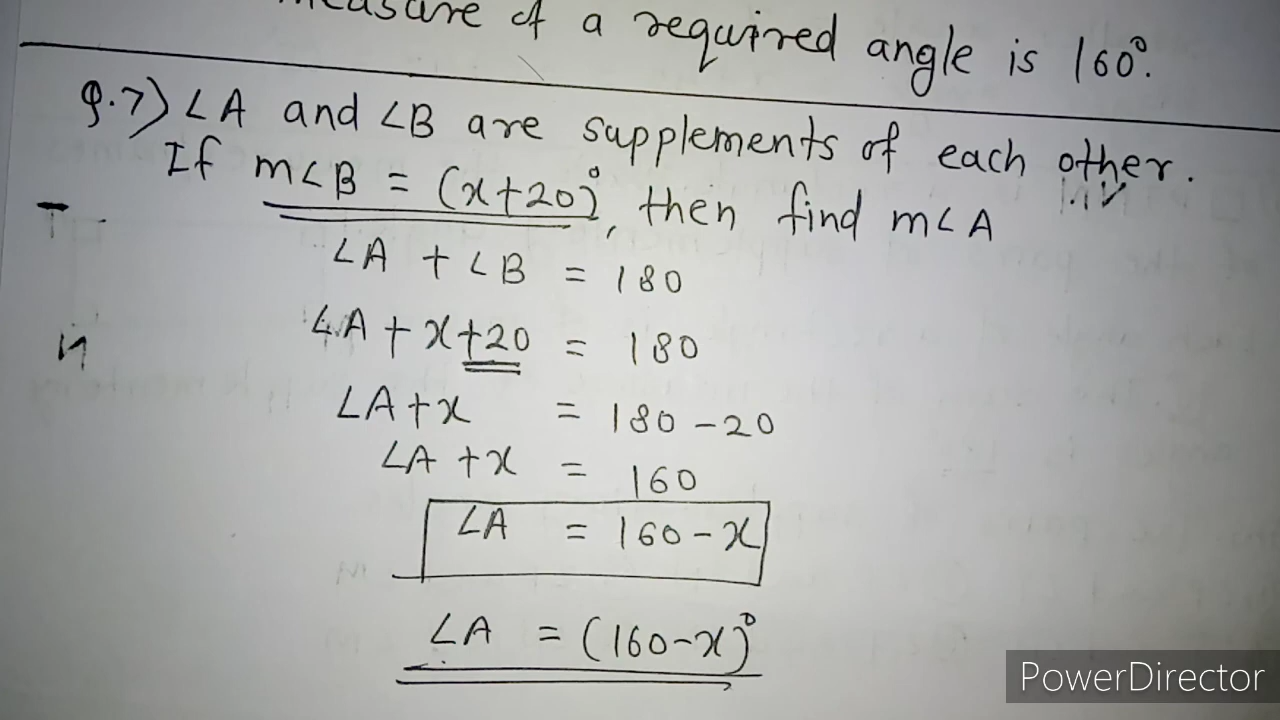 measure of a required angle is 160°.
Q.7) ∠A and ∠B are supplements of each other.
If m∠B = (x+20)°, then find m∠A
∠A + ∠B = 180
∠A + x+20 = 180
∠A+x = 180 -20
∠A +x = 160
∠A = 160-x
∠A = (160-x)°
PowerDirector